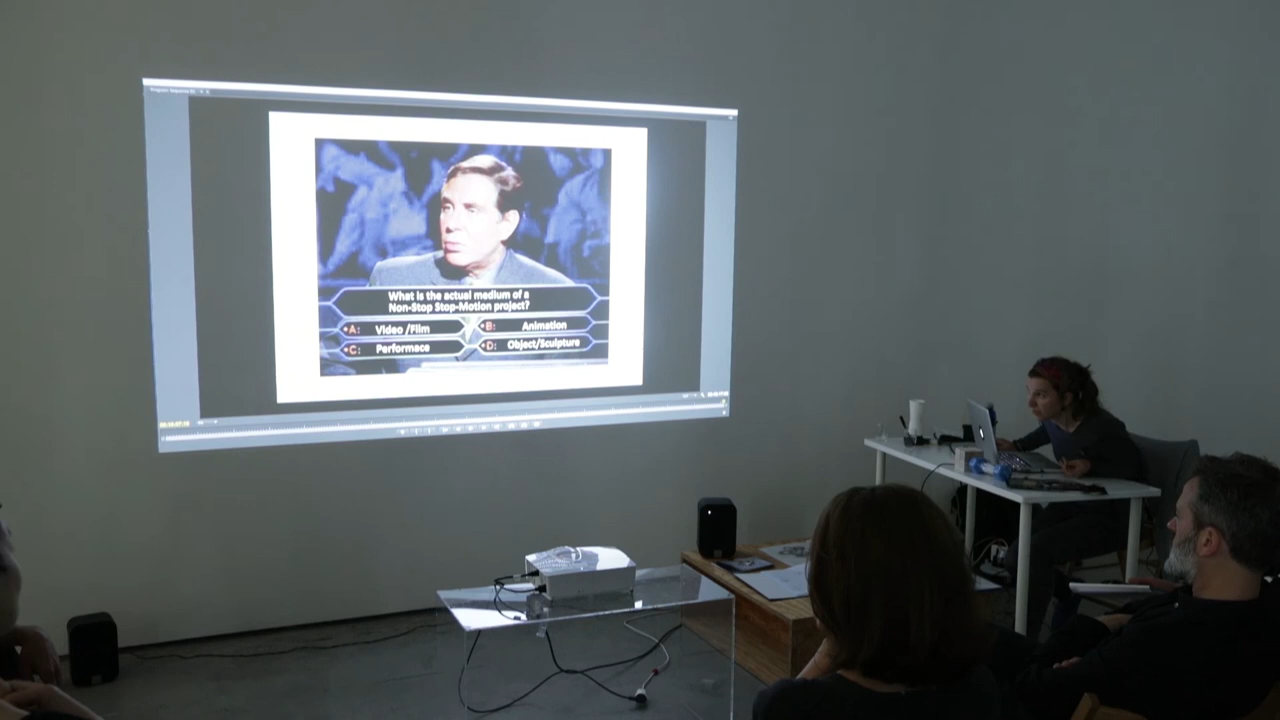 What is the actual medium of a
Non-Stop Stop-Motion project?
A: Video /Film
B: Animation
C: Performace
D: Object/Sculpture